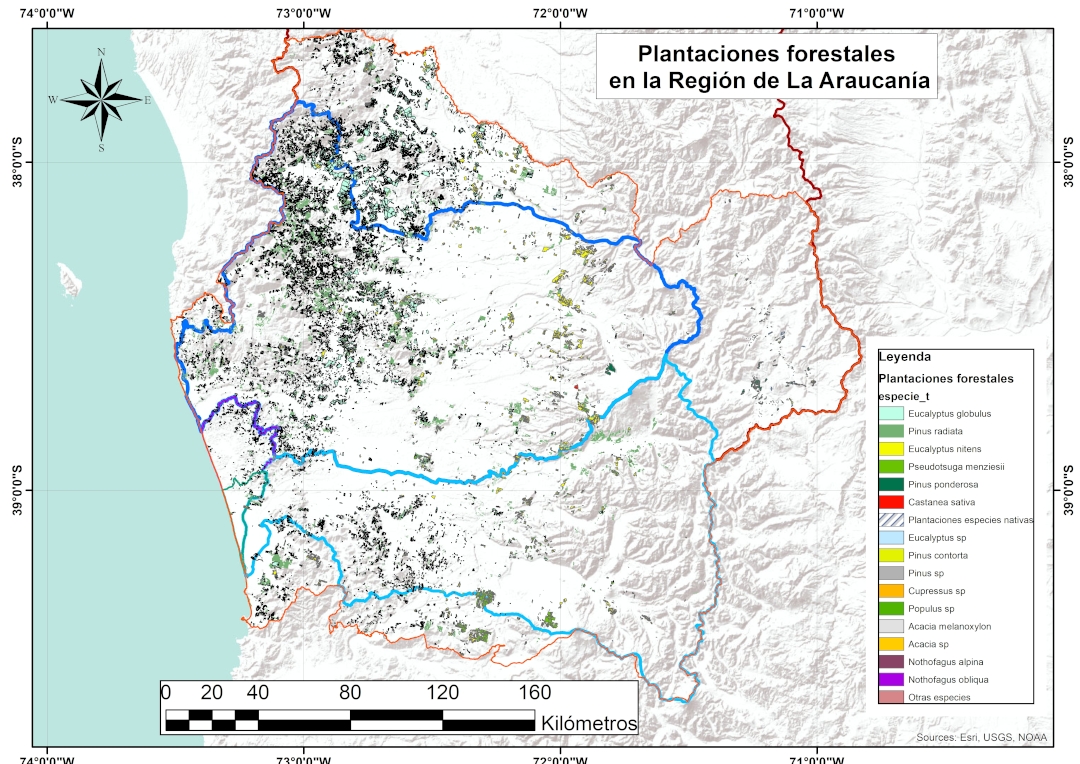 74°0'0"W 73°0'0"W 72°0'0"W 71°0'0"W
Plantaciones forestales
en la Región de La Araucanía
N
W E
S
38°0'0"S 38°0'0"S
39°0'0"S 39°0'0"S
Leyenda
Plantaciones forestales
especie_t
Eucalyptus globulus
Pinus radiata
Eucalyptus nitens
Pseudotsuga menziesii
Pinus ponderosa
Castanea sativa
Plantaciones especies nativas
Eucalyptus sp
Pinus contorta
Pinus sp
Cupressus sp
Populus sp
Acacia melanoxylon
Acacia sp
Nothofagus alpina
Nothofagus obliqua
Otras especies
0 20 40 80 120 160
Kilómetros
Sources: Esri, USGS, NOAA
74°0'0"W 73°0'0"W 72°0'0"W 71°0'0"W